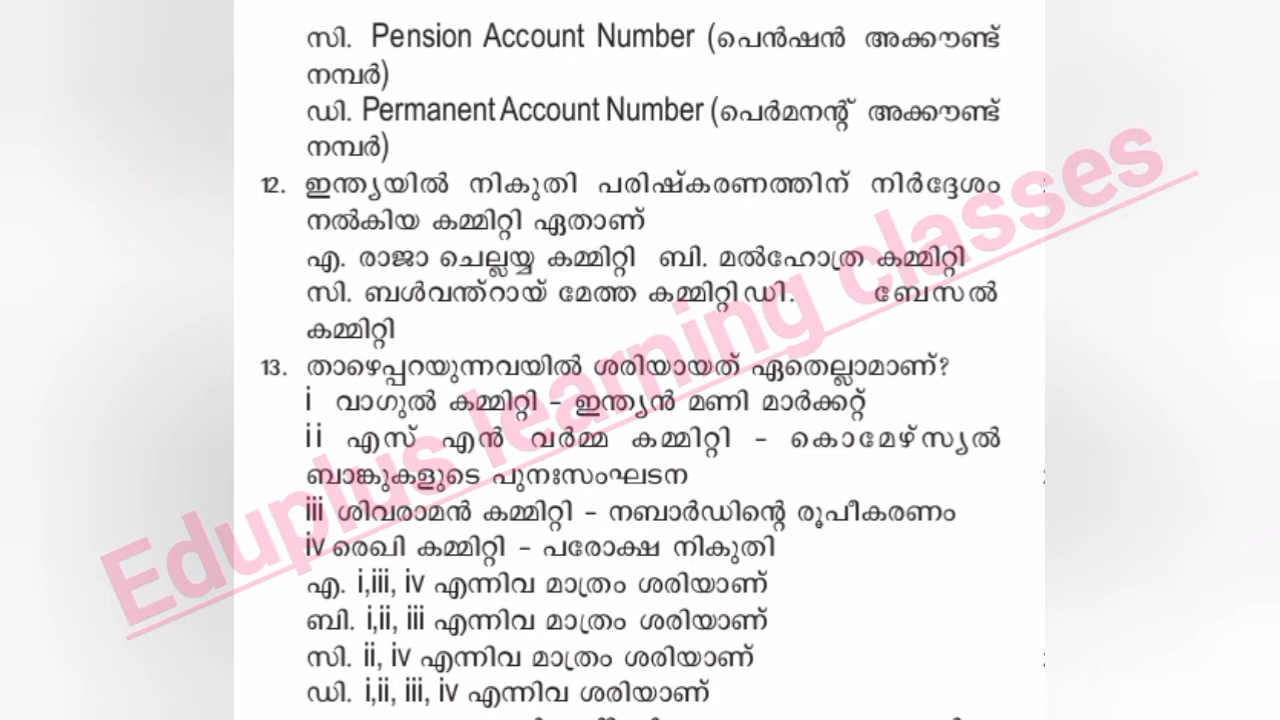 സി. Pension Account Number (പെൻഷൻ അക്കൗണ്ട്
നമ്പർ)
ഡി. Permanent Account Number (പെർമനന്റ് അക്കൗണ്ട്
നമ്പർ)
12. ഇന്ത്യയിൽ നികുതി പരിഷ്കരണത്തിന് നിർദ്ദേശം
നൽകിയ കമ്മിറ്റി ഏതാണ്
എ. രാജാ ചെല്ലയ്യ കമ്മിറ്റി ബി. മൽഹോത്ര കമ്മിറ്റി
സി. ബൾവന്ത്റായ് മേത്ത കമ്മിറ്റി ഡി. ബേസൽ
കമ്മിറ്റി
13. താഴെപ്പറയുന്നവയിൽ ശരിയായത് ഏതെല്ലാമാണ്?
i വാഗുൽ കമ്മിറ്റി – ഇന്ത്യൻ മണി മാർക്കറ്റ്
ii എസ് എൻ വർമ്മ കമ്മിറ്റി – കൊമേഴ്സ്യൽ
ബാങ്കുകളുടെ പുനഃസംഘടന
iii ശിവരാമൻ കമ്മിറ്റി – നബാർഡിന്റെ രൂപീകരണം
iv രെഖി കമ്മിറ്റി – പരോക്ഷ നികുതി
എ. i,iii, iv എന്നിവ മാത്രം ശരിയാണ്
ബി. i,ii, iii എന്നിവ മാത്രം ശരിയാണ്
സി. ii, iv എന്നിവ മാത്രം ശരിയാണ്
ഡി. i,ii, iii, iv എന്നിവ ശരിയാണ്
Eduplus learning classes